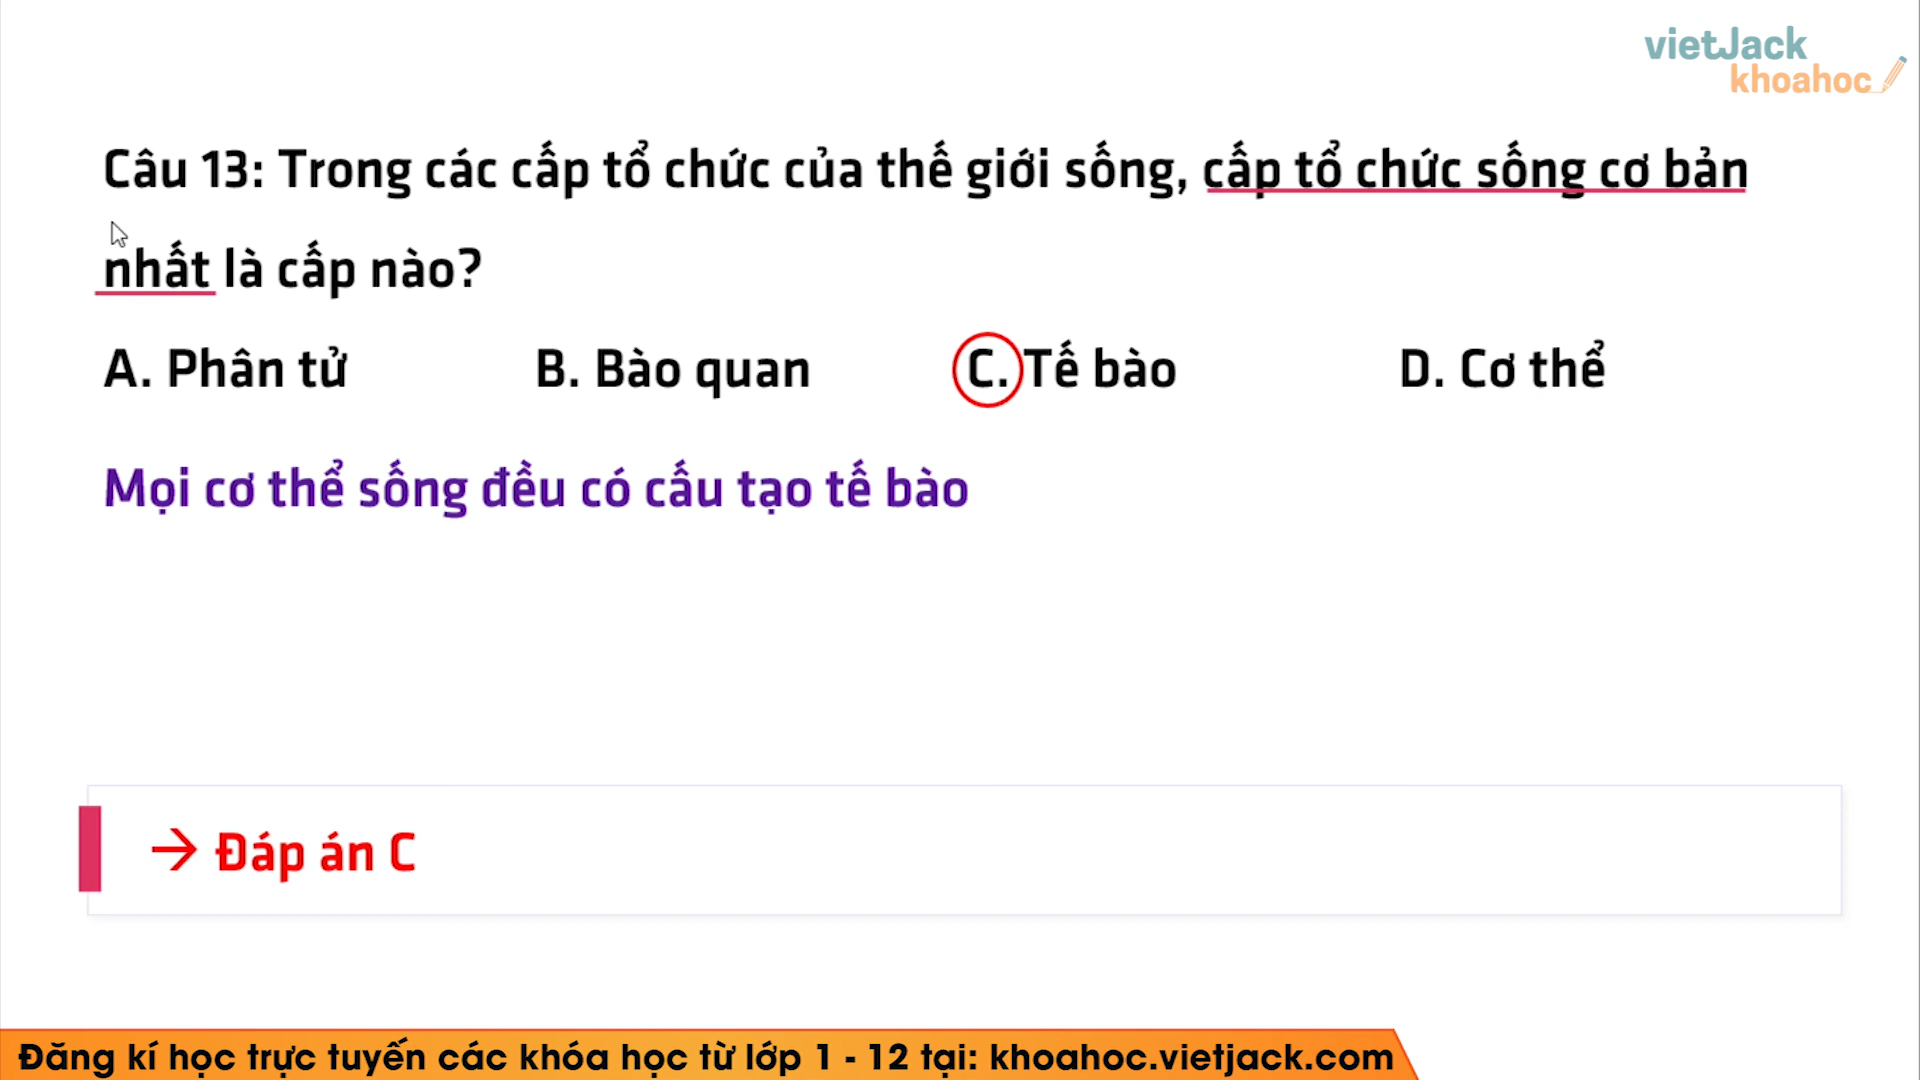 vietJack
khoahoc
Câu 13: Trong các cấp tổ chức của thế giới sống, cấp tổ chức sống cơ bản
nhất là cấp nào?
A. Phân tử B. Bào quan C. Tế bào D. Cơ thể
Mọi cơ thể sống đều có cấu tạo tế bào
→ Đáp án C
Đăng kí học trực tuyến các khóa học từ lớp 1 - 12 tại: khoahoc.vietjack.com